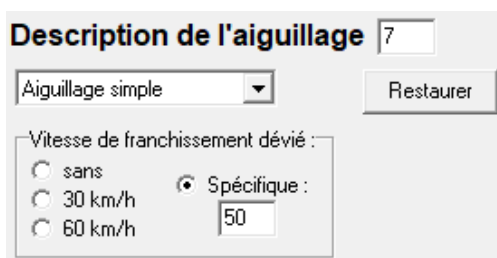 Description de l'aiguillage 7
Aiguillage simple Restaurer
Vitesse de franchissement dévié :
sans
Spécifique :
30 km/h
50
60 km/h